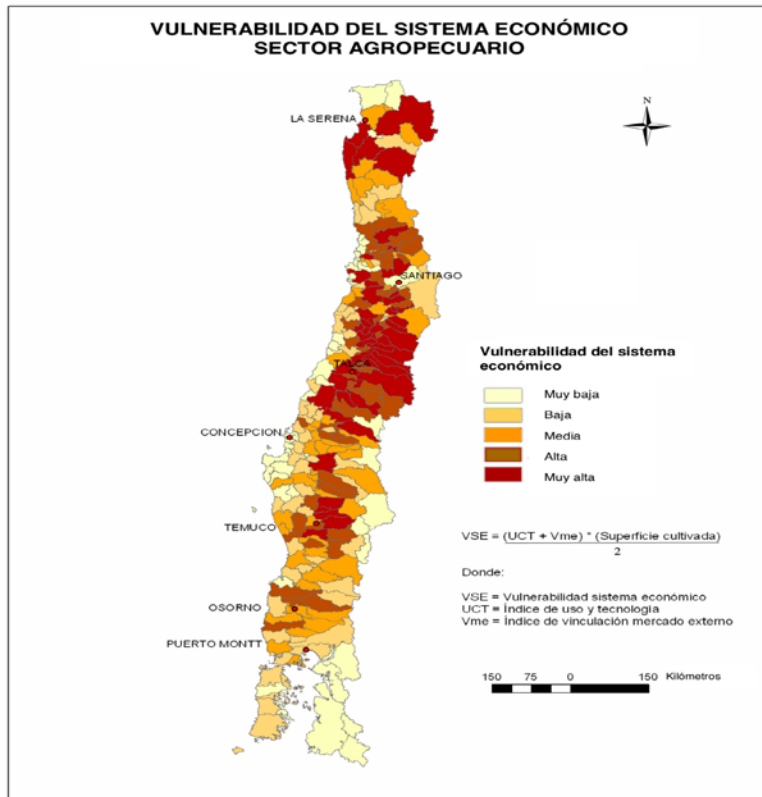 VULNERABILIDAD DEL SISTEMA ECONÓMICO
SECTOR AGROPECUARIO
N
LA SERENA
SANTIAGO
TALCA
CONCEPCION
TEMUCO
OSORNO
PUERTO MONTT
Vulnerabilidad del sistema
económico
Muy baja
Baja
Media
Alta
Muy alta
VSE = (UCT + Vme) * (Superficie cultivada)
2
Donde:
VSE = Vulnerabilidad sistema económico
UCT = Índice de uso y tecnología
Vme = Índice de vinculación mercado externo
150 75 0 150 Kilómetros